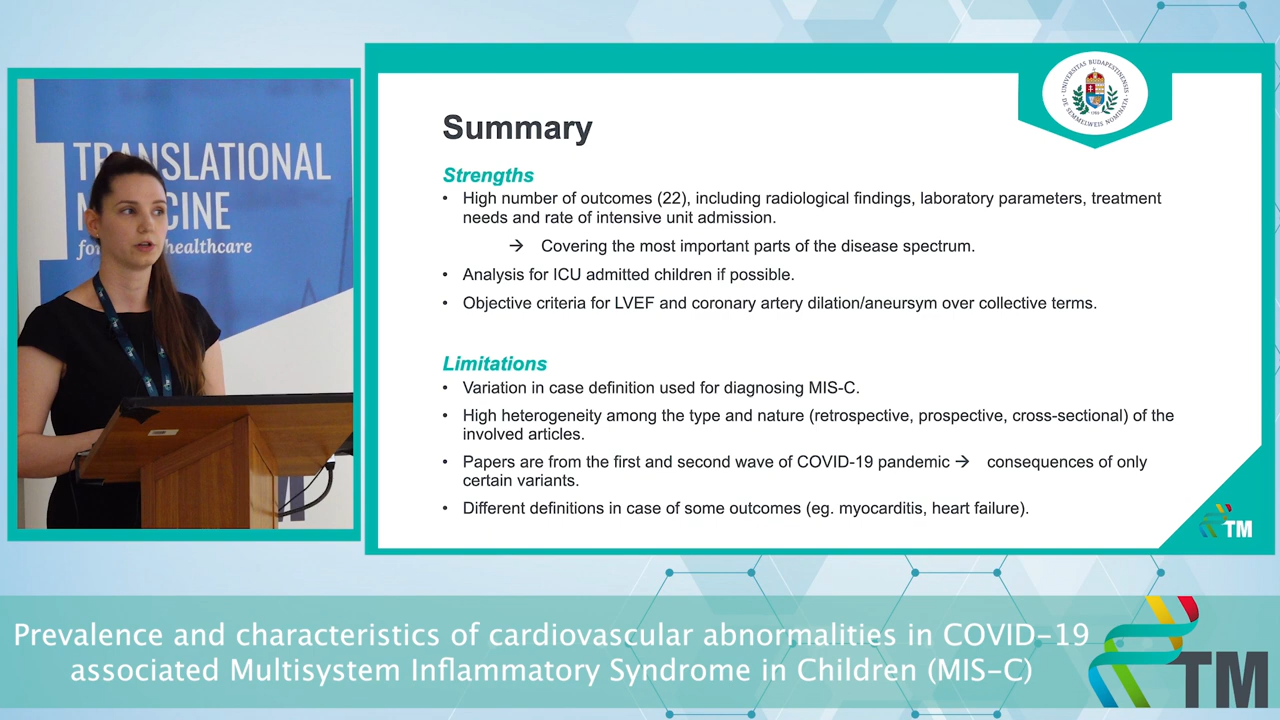 TRANSLATIONAL
for healthcare
UNIVERSITAS BUDAPESTINENSIS
DE SEMMELWEIS NOMINATA
Summary
Strengths
• High number of outcomes (22), including radiological findings, laboratory parameters, treatment
needs and rate of intensive unit admission.
→ Covering the most important parts of the disease spectrum.
• Analysis for ICU admitted children if possible.
• Objective criteria for LVEF and coronary artery dilation/aneursym over collective terms.
Limitations
• Variation in case definition used for diagnosing MIS-C.
• High heterogeneity among the type and nature (retrospective, prospective, cross-sectional) of the
involved articles.
• Papers are from the first and second wave of COVID-19 pandemic → consequences of only
certain variants.
• Different definitions in case of some outcomes (eg. myocarditis, heart failure).
TM
Prevalence and characteristics of cardiovascular abnormalities in COVID-19
associated Multisystem Inflammatory Syndrome in Children (MIS-C)
TM